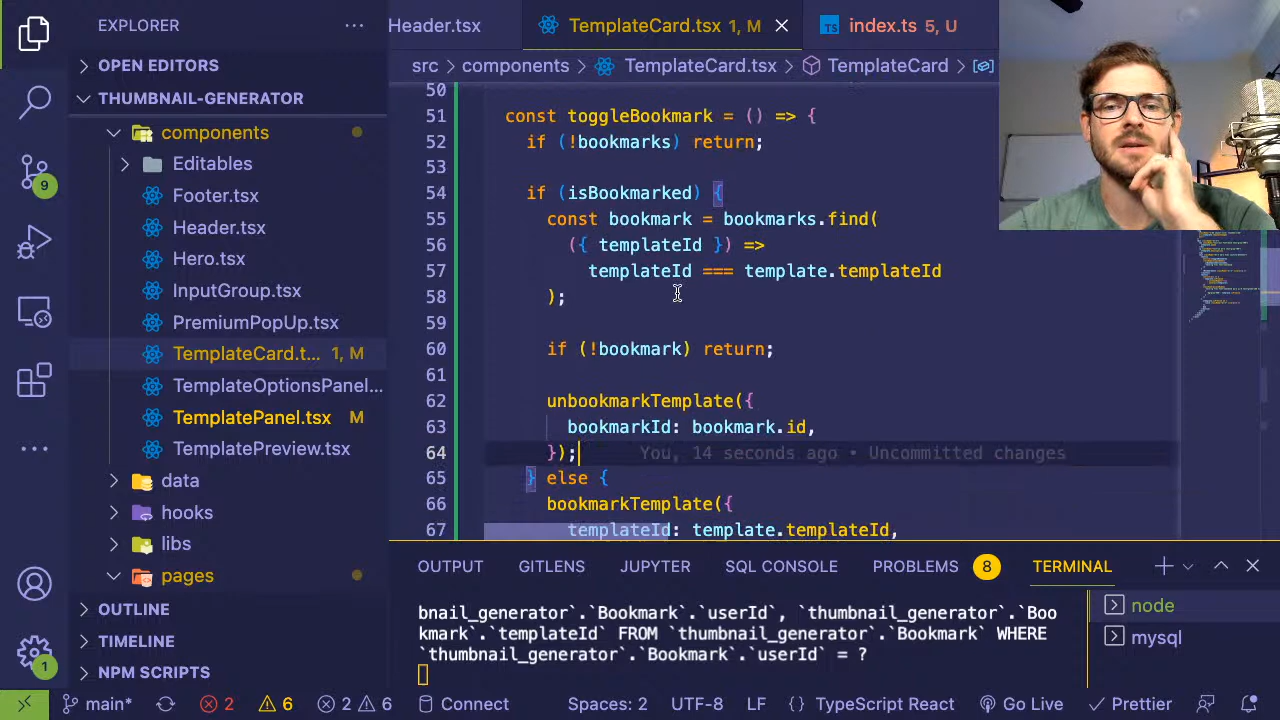 EXPLORER
Header.tsx
TemplateCard.tsx 1, M
index.ts 5, U
OPEN EDITORS
THUMBNAIL-GENERATOR
components
Editables
Footer.tsx
Header.tsx
Hero.tsx
InputGroup.tsx
PremiumPopUp.tsx
TemplateCard.t... 1, M
TemplateOptionsPanel...
TemplatePanel.tsx M
TemplatePreview.tsx
data
hooks
libs
pages
OUTLINE
TIMELINE
NPM SCRIPTS
9
1
src > components > TemplateCard.tsx > TemplateCard >
50
51 const toggleBookmark = () => {
52 if (!bookmarks) return;
53
54 if (isBookmarked) {
55 const bookmark = bookmarks.find(
56 ({ templateId }) =>
57 templateId === template.templateId
58 );
59
60 if (!bookmark) return;
61
62 unbookmarkTemplate({
63 bookmarkId: bookmark.id,
64 }); You, 14 seconds ago • Uncommitted changes
65 } else {
66 bookmarkTemplate({
67 templateId: template.templateId,
OUTPUT GITLENS JUPYTER SQL CONSOLE PROBLEMS 8 TERMINAL
bnail_generator`.`Bookmark`.`userId`, `thumbnail_generator`.`Boo
kmark`.`templateId` FROM `thumbnail_generator`.`Bookmark` WHERE
`thumbnail_generator`.`Bookmark`.`userId` = ?
node
mysql
main* 2 6 2 6 Connect Spaces: 2 UTF-8 LF {} TypeScript React Go Live Prettier